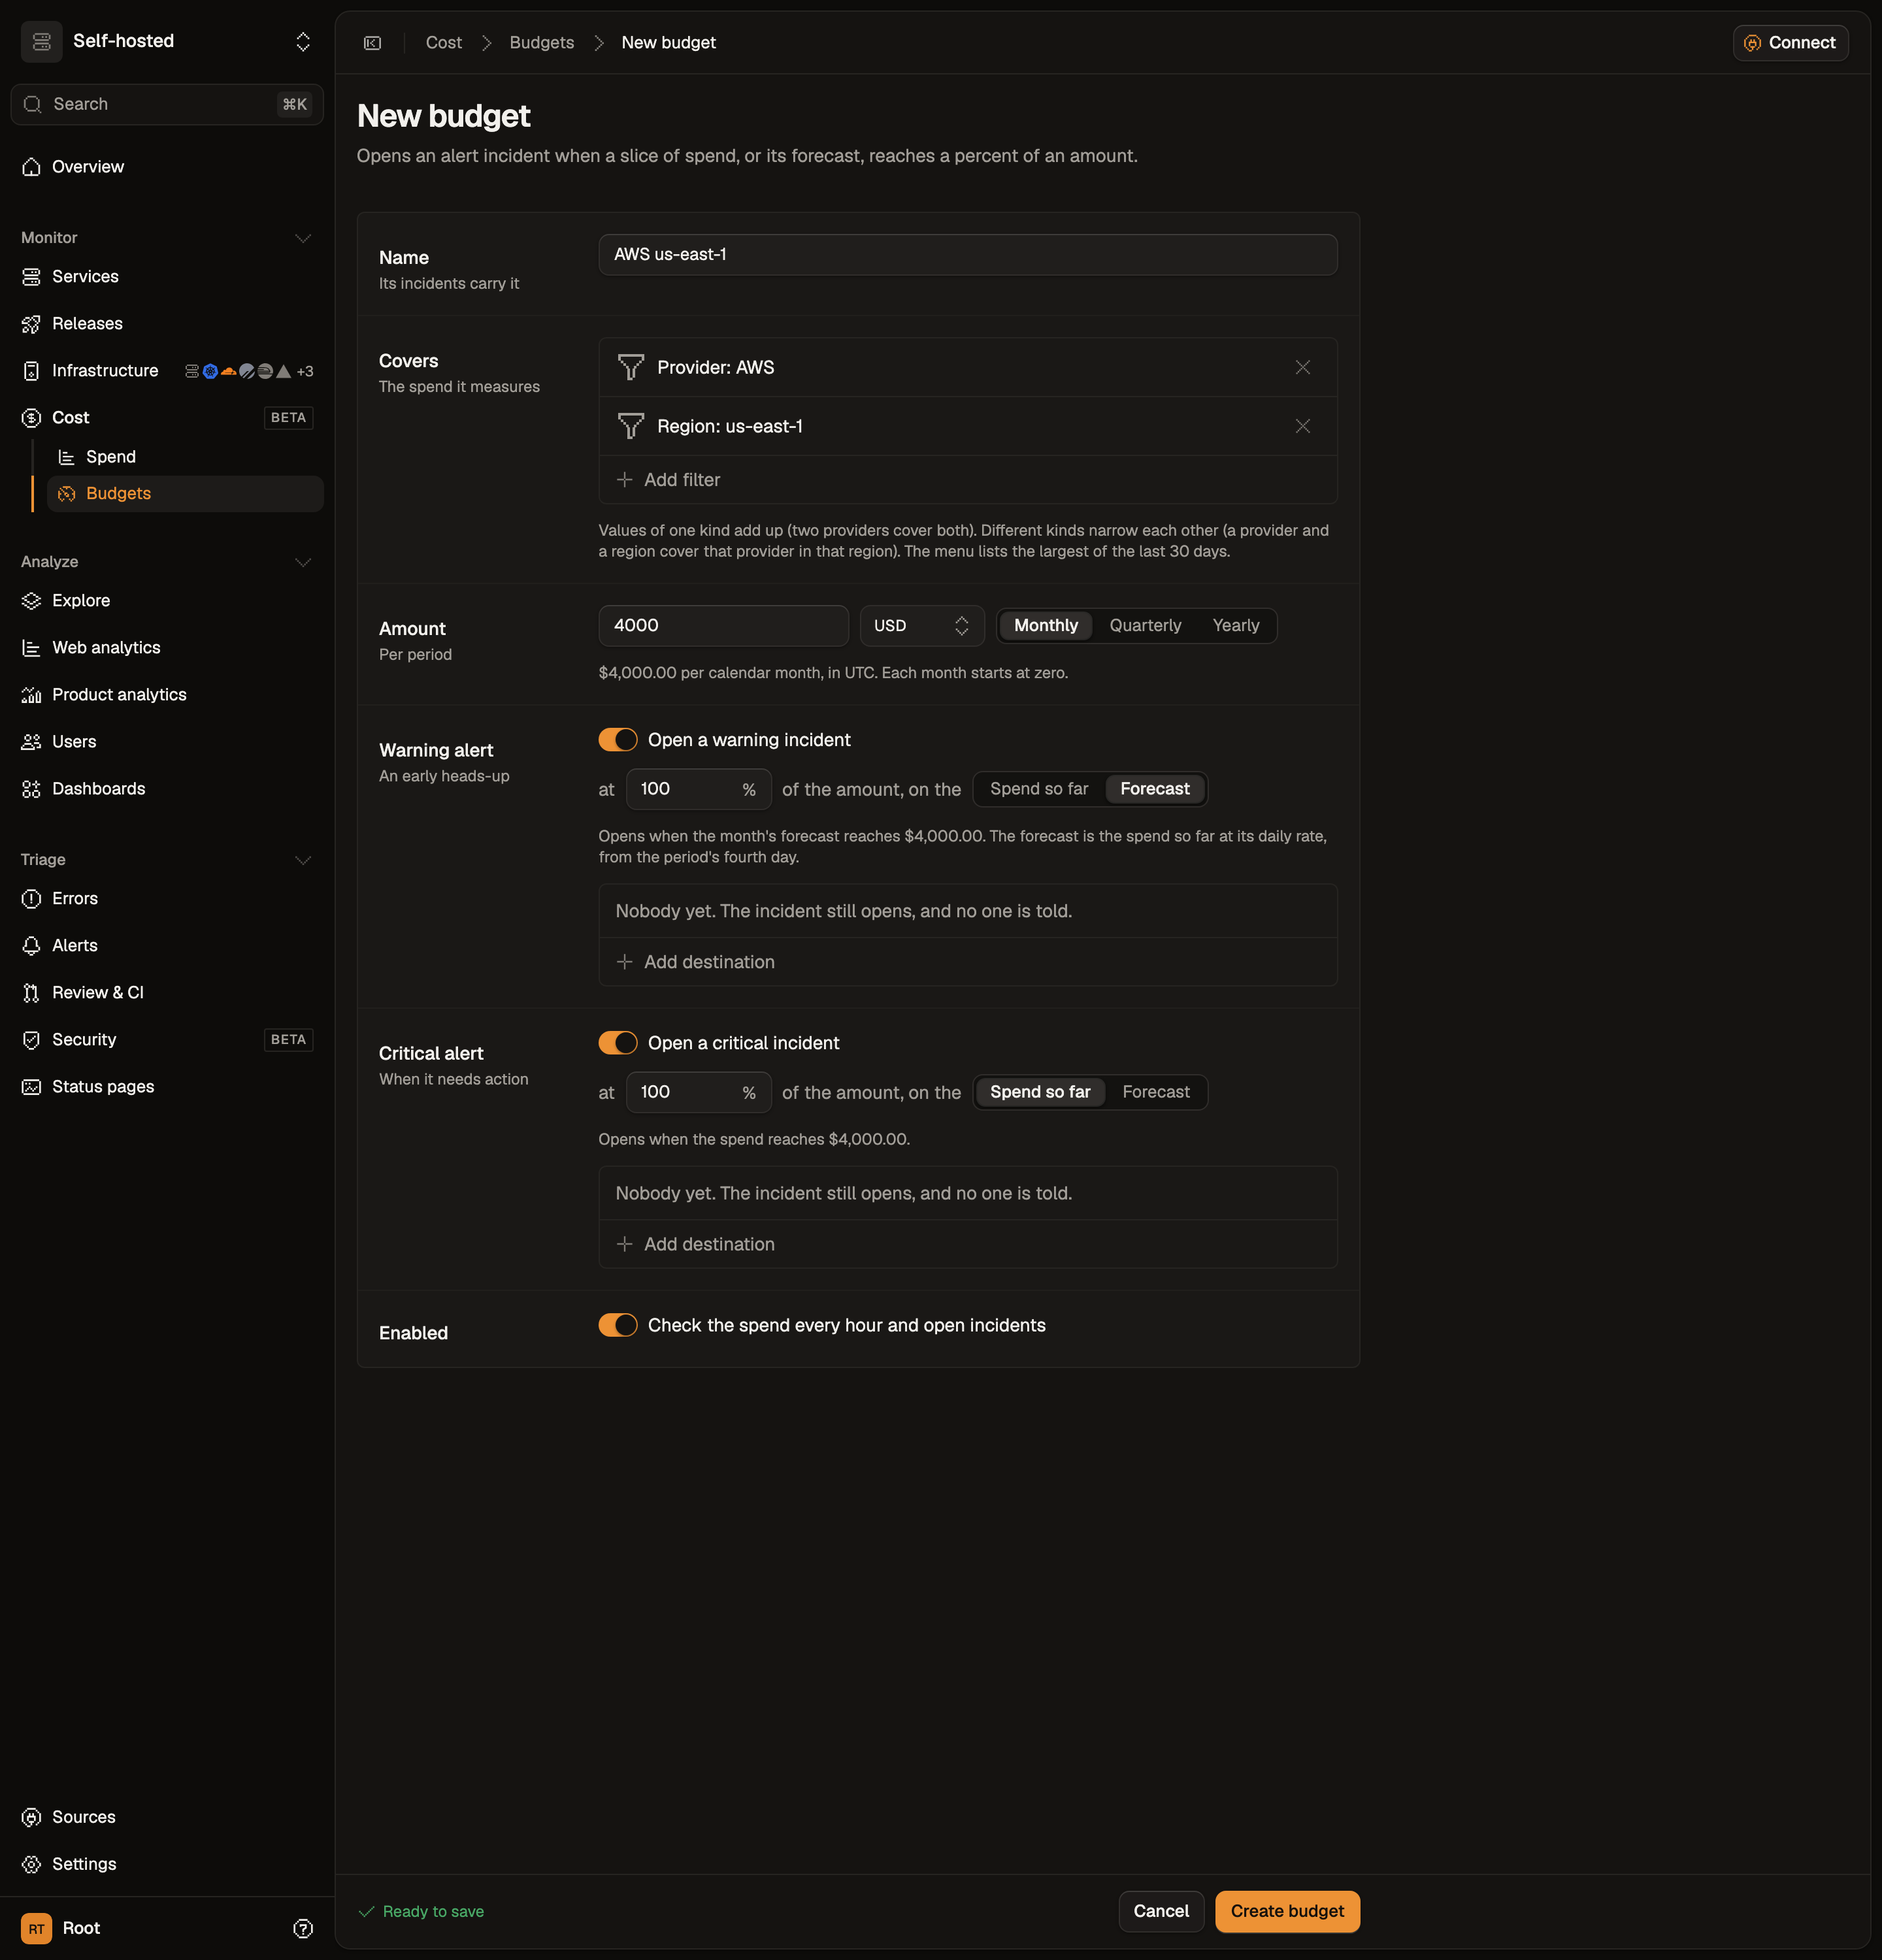 Self-hosted
Search
⌘K
Overview
Monitor
Services
Releases
Infrastructure
+3
Cost
BETA
Spend
Budgets
Analyze
Explore
Web analytics
Product analytics
Users
Dashboards
Triage
Errors
Alerts
Review & CI
Security
BETA
Status pages
Sources
Settings
RT
Root
Cost
Budgets
New budget
Connect
New budget
Opens an alert incident when a slice of spend, or its forecast, reaches a percent of an amount.
Name
Its incidents carry it
AWS us-east-1
Covers
The spend it measures
Provider: AWS
Region: us-east-1
Add filter
Values of one kind add up (two providers cover both). Different kinds narrow each other (a provider and
a region cover that provider in that region). The menu lists the largest of the last 30 days.
Amount
Per period
4000
USD
Monthly
Quarterly
Yearly
$4,000.00 per calendar month, in UTC. Each month starts at zero.
Warning alert
An early heads-up
Open a warning incident
at 100 % of the amount, on the Spend so far Forecast
Opens when the month's forecast reaches $4,000.00. The forecast is the spend so far at its daily rate,
from the period's fourth day.
Nobody yet. The incident still opens, and no one is told.
Add destination
Critical alert
When it needs action
Open a critical incident
at 100 % of the amount, on the Spend so far Forecast
Opens when the spend reaches $4,000.00.
Nobody yet. The incident still opens, and no one is told.
Add destination
Enabled
Check the spend every hour and open incidents
Ready to save
Cancel
Create budget